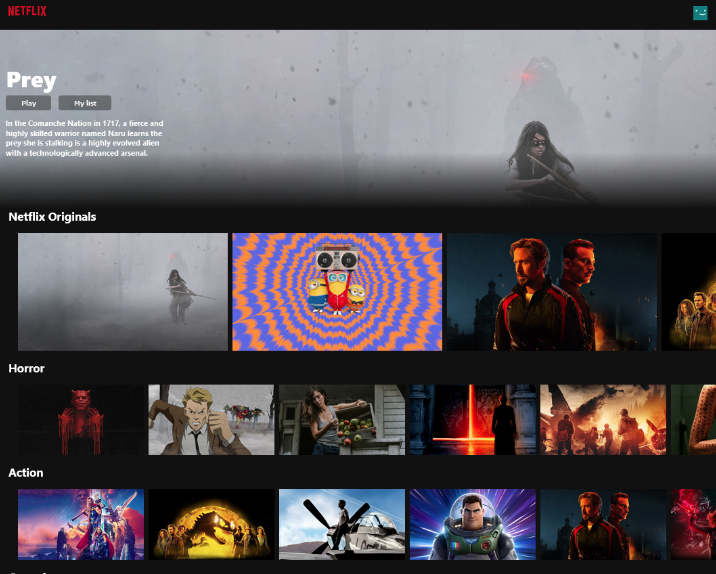 NETFLIX
Prey
Play
My list
In the Comanche Nation in 1717, a fierce and
highly skilled warrior named Naru learns the
prey she is stalking is a highly evolved alien
with a technologically advanced arsenal.
Netflix Originals
Horror
Action